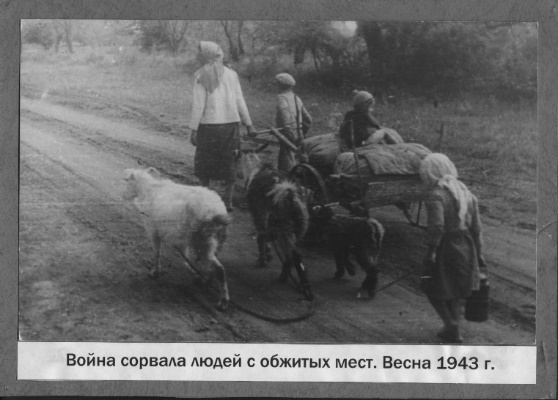 Война сорвала людей с обжитых мест. Весна 1943 г.